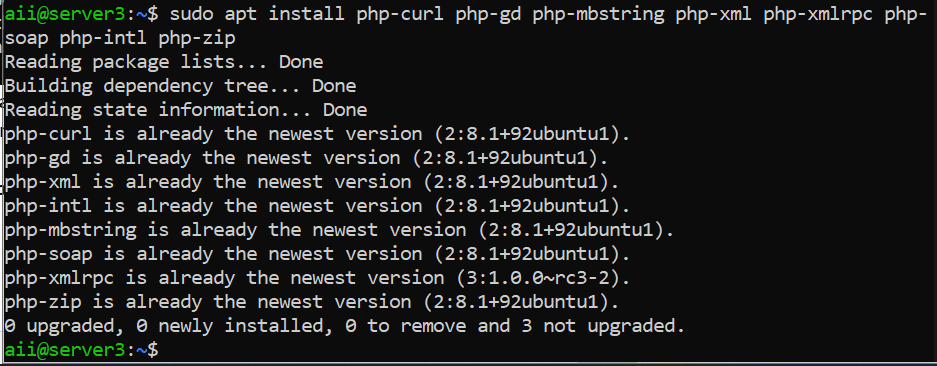 aii@server3:~$ sudo apt install php-curl php-gd php-mbstring php-xml php-xmlrpc php-
soap php-intl php-zip
Reading package lists... Done
Building dependency tree... Done
Reading state information... Done
php-curl is already the newest version (2:8.1+92ubuntu1).
php-gd is already the newest version (2:8.1+92ubuntu1).
php-xml is already the newest version (2:8.1+92ubuntu1).
php-intl is already the newest version (2:8.1+92ubuntu1).
php-mbstring is already the newest version (2:8.1+92ubuntu1).
php-soap is already the newest version (2:8.1+92ubuntu1).
php-xmlrpc is already the newest version (3:1.0.0~rc3-2).
php-zip is already the newest version (2:8.1+92ubuntu1).
0 upgraded, 0 newly installed, 0 to remove and 3 not upgraded.
aii@server3:~$